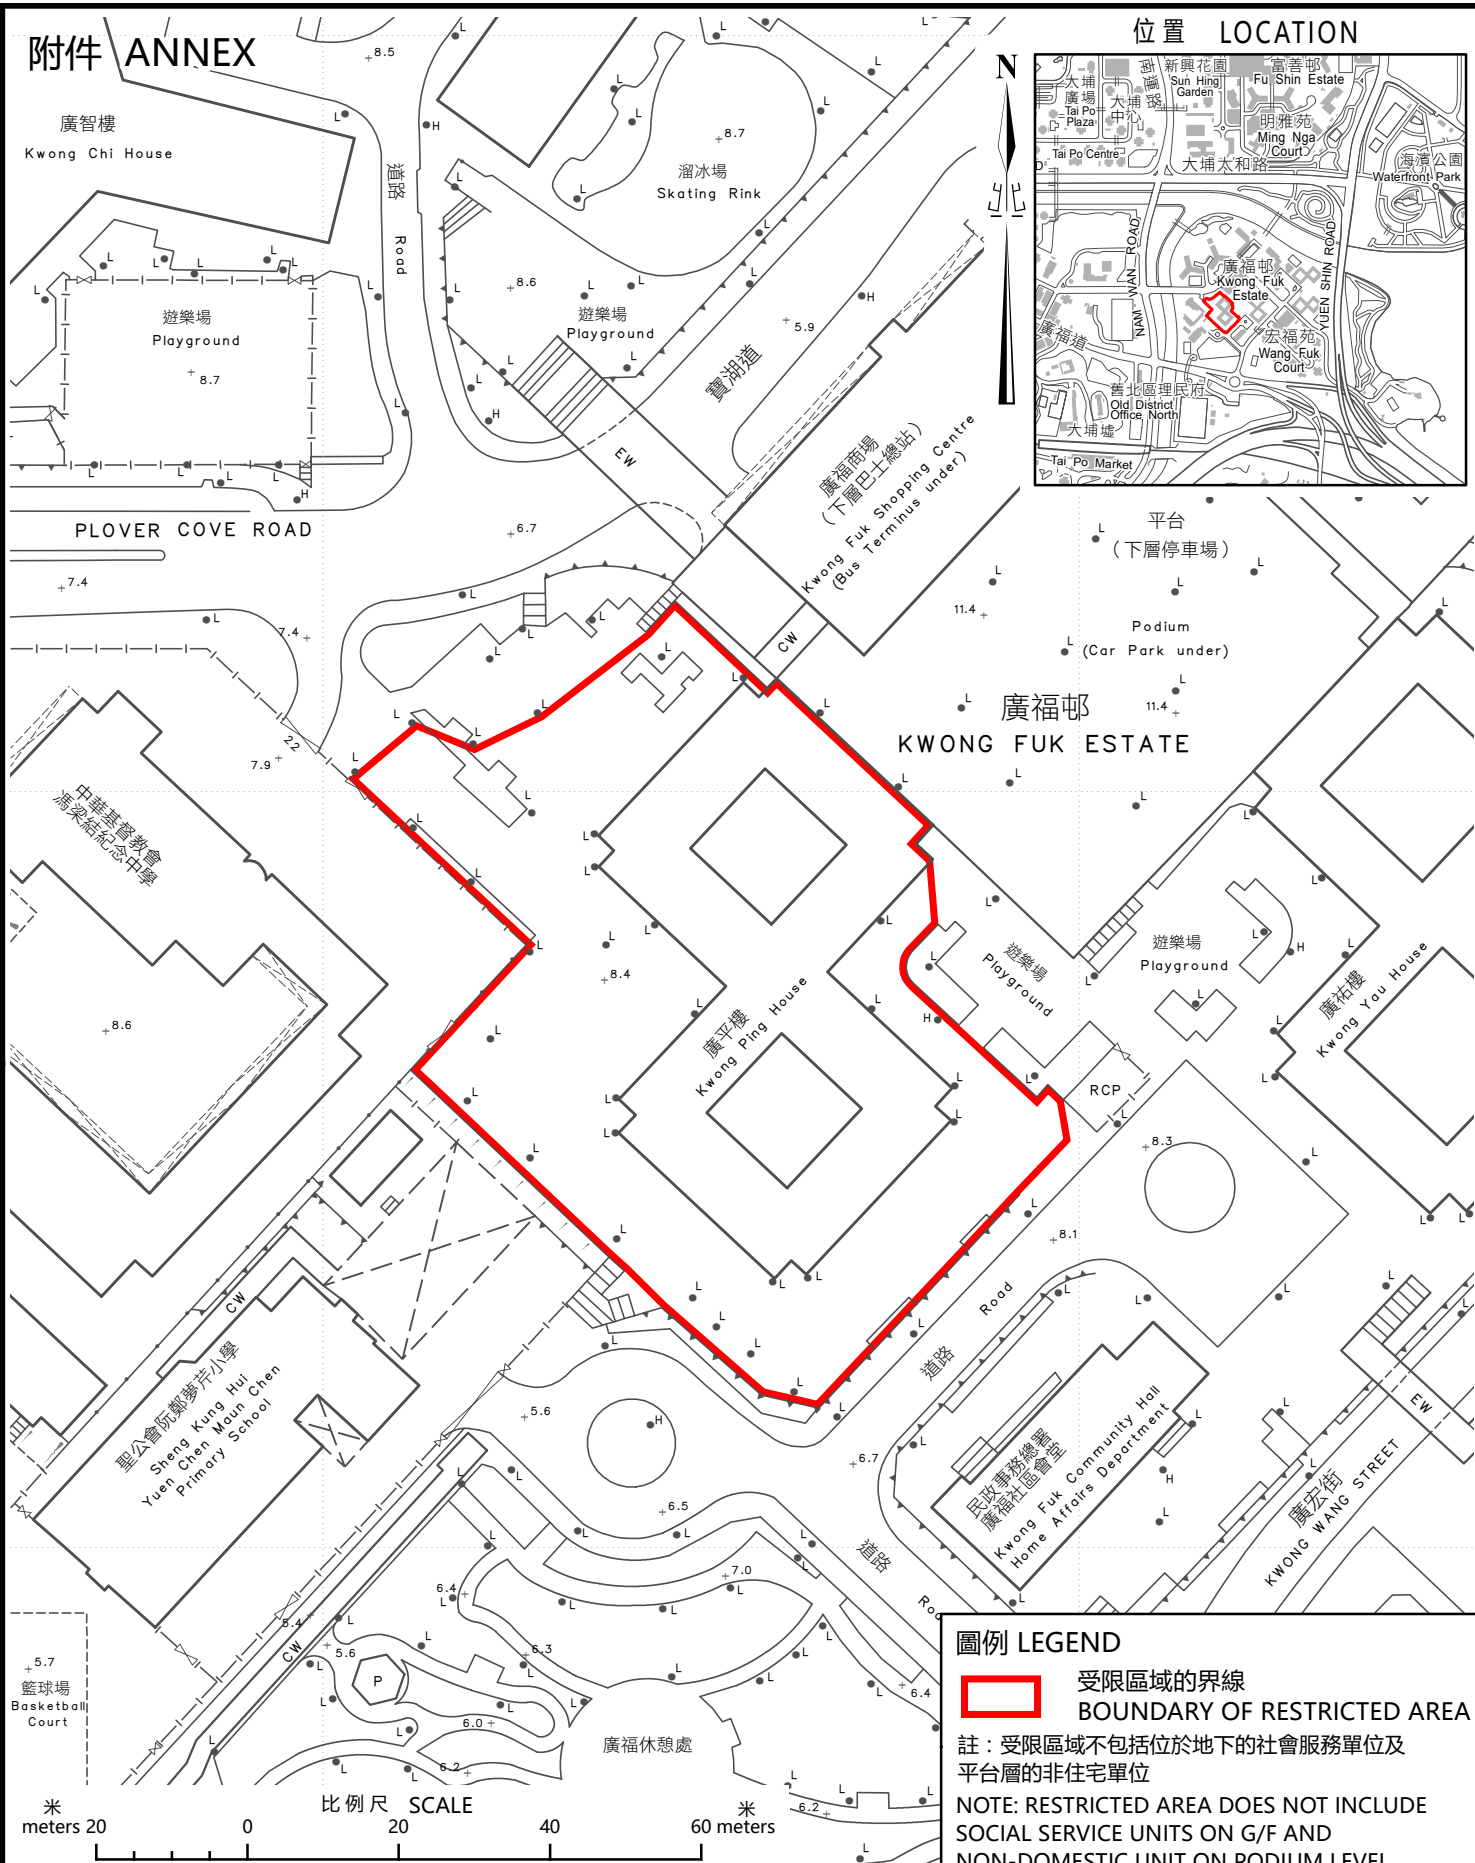 附件 ANNEX
位置 LOCATION
N
新興花園
Sun Hing
Garden
富善邨
Fu Shin Estate
南運路
大埔
廣場
Tai Po
Plaza
大埔
中心
Tai Po Centre
明雅苑
Ming Nga
Court
大埔太和路
海濱公園
Waterfront Park
NAM WAN ROAD
YUEN SHIN ROAD
廣福邨
Kwong Fuk
Estate
廣福道
宏福苑
Wang Fuk
Court
舊北區理民府
Old District
Office North
大埔墟
Tai Po Market
廣智樓
Kwong Chi House
道路
Road
8.5
8.7
溜冰場
Skating Rink
8.6
遊樂場
Playground
遊樂場
Playground
8.7
5.9
寶湖道
EW
廣福商場
(下層巴士總站)
Kwong Fuk Shopping Centre
(Bus Terminus under)
PLOVER COVE ROAD
6.7
7.4
7.4
平台
(下層停車場)
11.4
Podium
(Car Park under)
11.4
CW
廣福邨
KWONG FUK ESTATE
22
7.9
中華基督教會
馮梁結紀念中學
8.6
8.4
廣平樓
Kwong Ping House
遊樂場
Playground
遊樂場
Playground
廣祐樓
Kwong Yau House
RCP
8.3
8.1
道路
Road
CW
聖公會阮鄭夢芹小學
Sheng Kung Hui
Yuen Chen Maun Chen
Primary School
5.6
6.7
6.5
民政事務總署
廣福社區會堂
Kwong Fuk Community Hall
Home Affairs Department
EW
廣宏街
KWONG WANG STREET
道路
7.0
6.4
5.4
5.6
CW
6.3
P
6.0
6.2
6.4
6.2
5.7
籃球場
Basketball
Court
廣福休憩處
圖例 LEGEND
受限區域的界線
BOUNDARY OF RESTRICTED AREA
註：受限區域不包括位於地下的社會服務單位及
平台層的非住宅單位
NOTE: RESTRICTED AREA DOES NOT INCLUDE
SOCIAL SERVICE UNITS ON G/F AND
NON-DOMESTIC UNIT ON PODIUM LEVEL
比例尺 SCALE
米
meters 20 0 20 40 60 meters
米